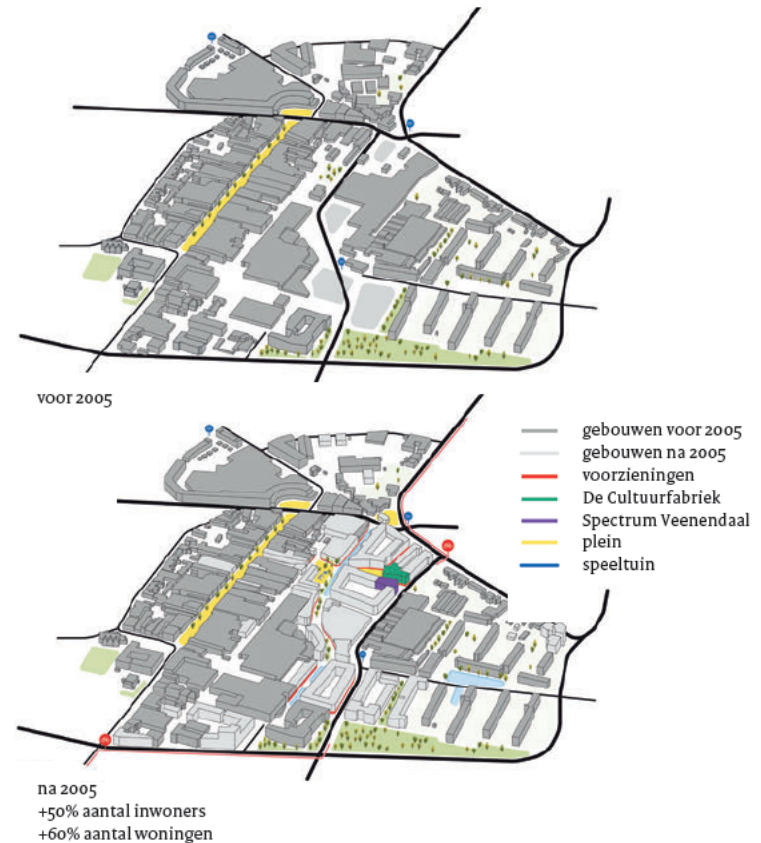 voor 2005
gebouwen voor 2005
gebouwen na 2005
voorzieningen
De Cultuurfabriek
Spectrum Veenendaal
plein
speeltuin
na 2005
+50% aantal inwoners
+60% aantal woningen